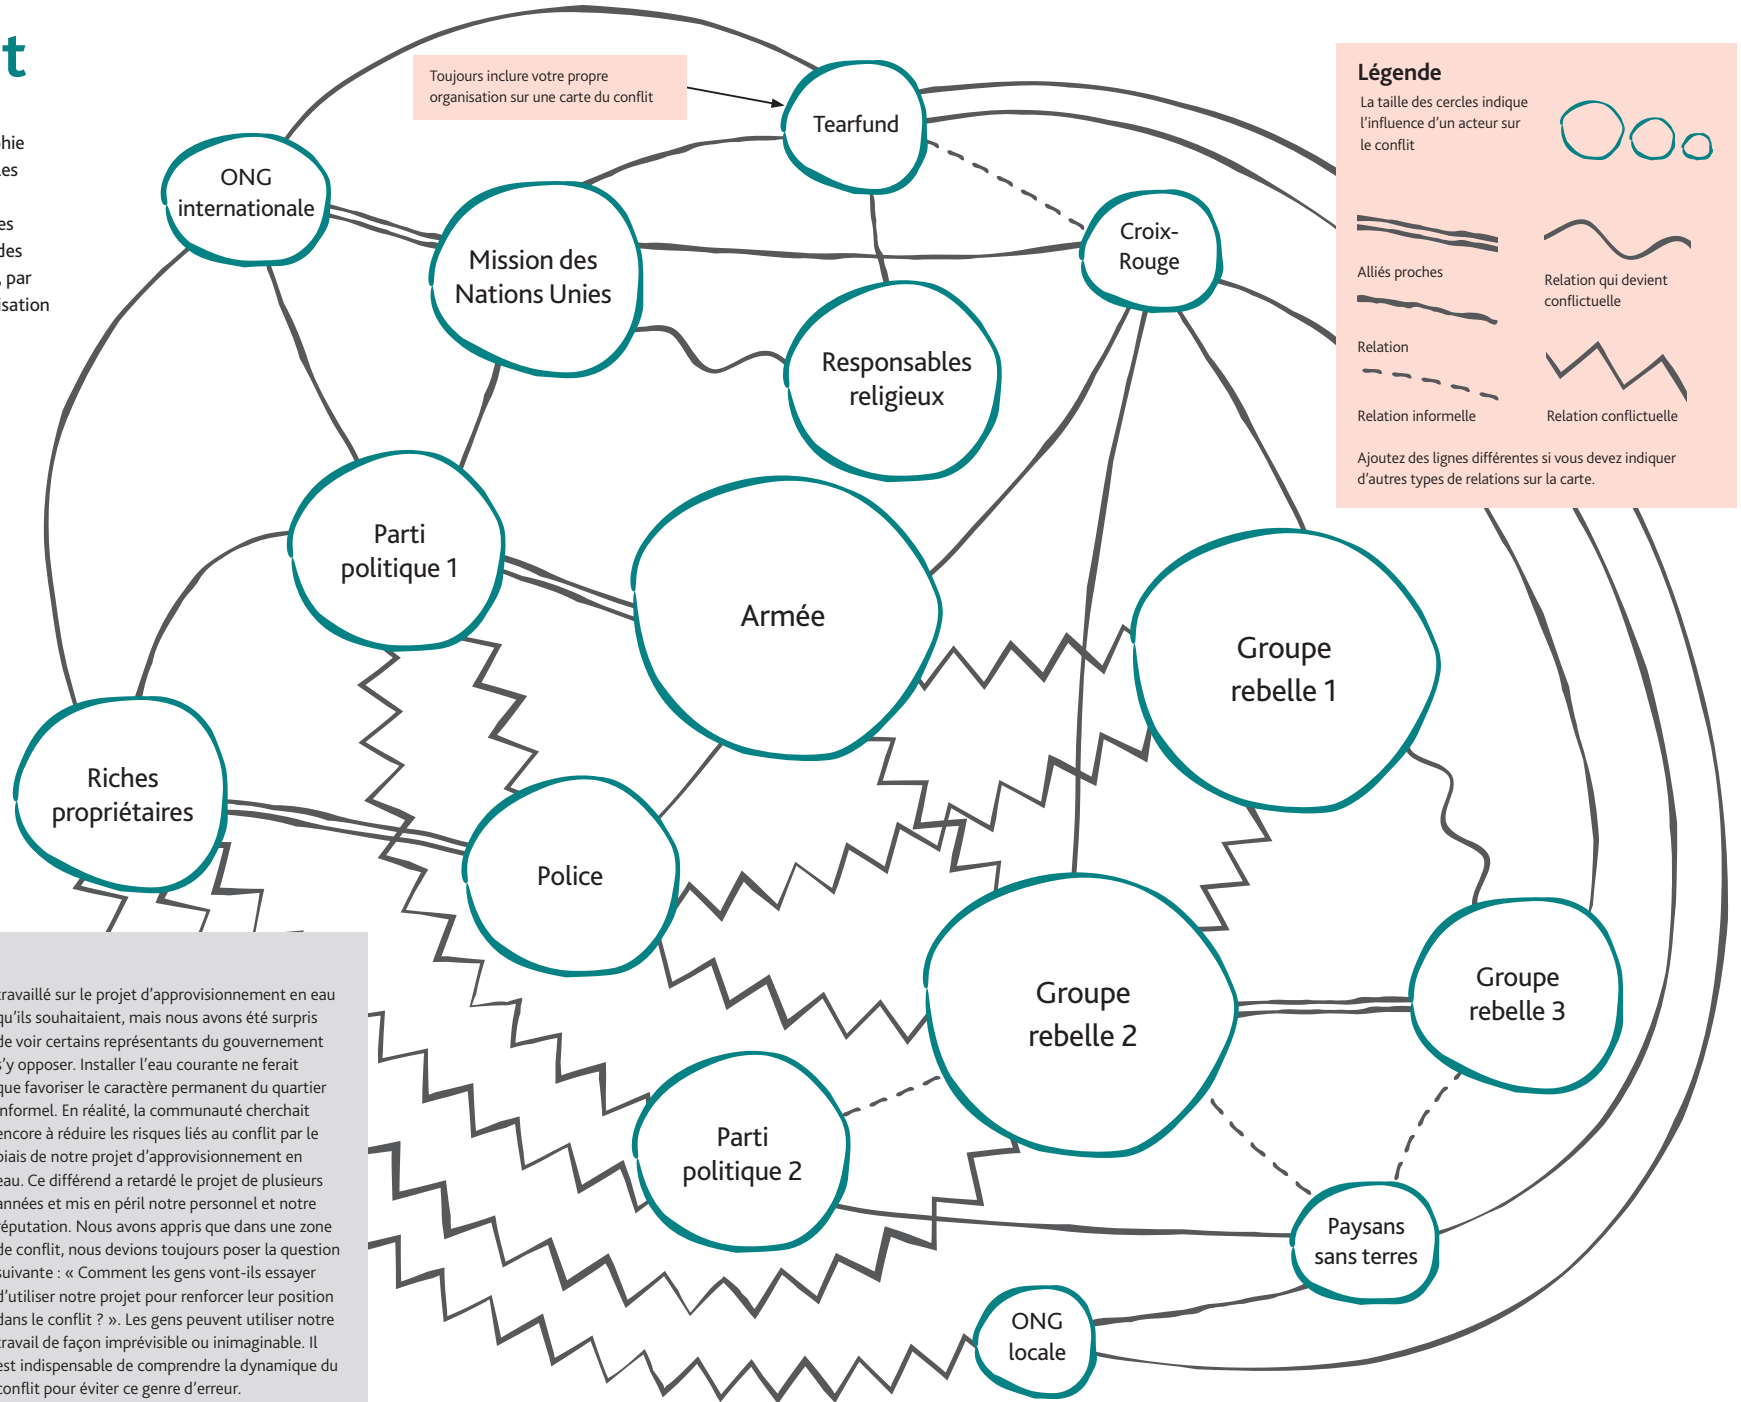 t
hie
les
es
des
, par
isation
Toujours inclure votre propre
organisation sur une carte du conflit
Tearfund
ONG
internationale
Mission des
Nations Unies
Croix-
Rouge
Responsables
religieux
Légende
La taille des cercles indique
l’influence d’un acteur sur
le conflit
Alliés proches
Relation qui devient
conflictuelle
Relation
Relation informelle
Relation conflictuelle
Ajoutez des lignes différentes si vous devez indiquer
d’autres types de relations sur la carte.
Parti
politique 1
Armée
Groupe
rebelle 1
Riches
propriétaires
Police
Groupe
rebelle 2
Groupe
rebelle 3
Parti
politique 2
Paysans
sans terres
ONG
locale
travaillé sur le projet d’approvisionnement en eau
qu’ils souhaitaient, mais nous avons été surpris
de voir certains représentants du gouvernement
s’y opposer. Installer l’eau courante ne ferait
que favoriser le caractère permanent du quartier
informel. En réalité, la communauté cherchait
encore à réduire les risques liés au conflit par le
biais de notre projet d’approvisionnement en
eau. Ce différend a retardé le projet de plusieurs
années et mis en péril notre personnel et notre
réputation. Nous avons appris que dans une zone
de conflit, nous devions toujours poser la question
suivante : « Comment les gens vont-ils essayer
d’utiliser notre projet pour renforcer leur position
dans le conflit ? ». Les gens peuvent utiliser notre
travail de façon imprévisible ou inimaginable. Il
est indispensable de comprendre la dynamique du
conflit pour éviter ce genre d’erreur.